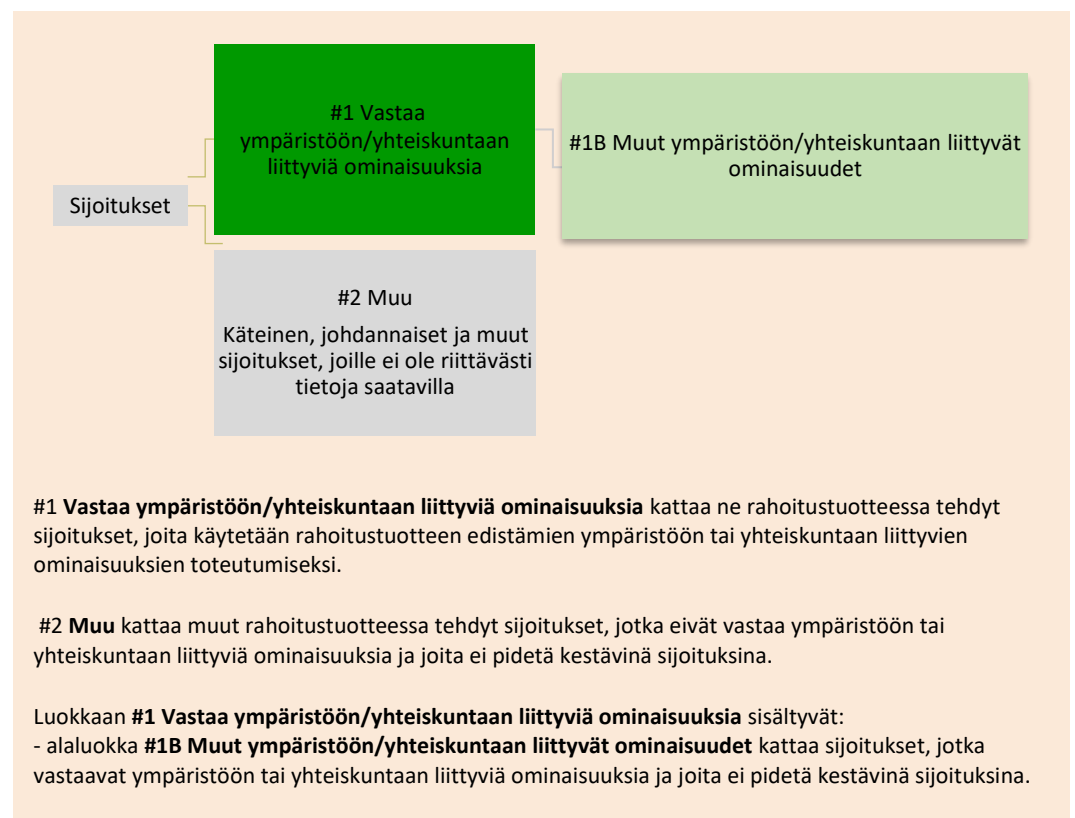 #1 Vastaa
ympäristöön/yhteiskuntaan
liittyviä ominaisuuksia
#1B Muut ympäristöön/yhteiskuntaan liittyvät
ominaisuudet
Sijoitukset
#2 Muu
Käteinen, johdannaiset ja muut
sijoitukset, joille ei ole riittävästi
tietoja saatavilla
#1 Vastaa ympäristöön/yhteiskuntaan liittyviä ominaisuuksia kattaa ne rahoitustuotteessa tehdyt
sijoitukset, joita käytetään rahoitustuotteen edistämien ympäristöön tai yhteiskuntaan liittyvien
ominaisuuksien toteutumiseksi.
#2 Muu kattaa muut rahoitustuotteessa tehdyt sijoitukset, jotka eivät vastaa ympäristöön tai
yhteiskuntaan liittyviä ominaisuuksia ja joita ei pidetä kestävinä sijoituksina.
Luokkaan #1 Vastaa ympäristöön/yhteiskuntaan liittyviä ominaisuuksia sisältyvät:
- alaluokka #1B Muut ympäristöön/yhteiskuntaan liittyvät ominaisuudet kattaa sijoitukset, jotka
vastaavat ympäristöön tai yhteiskuntaan liittyviä ominaisuuksia ja joita ei pidetä kestävinä sijoituksina.